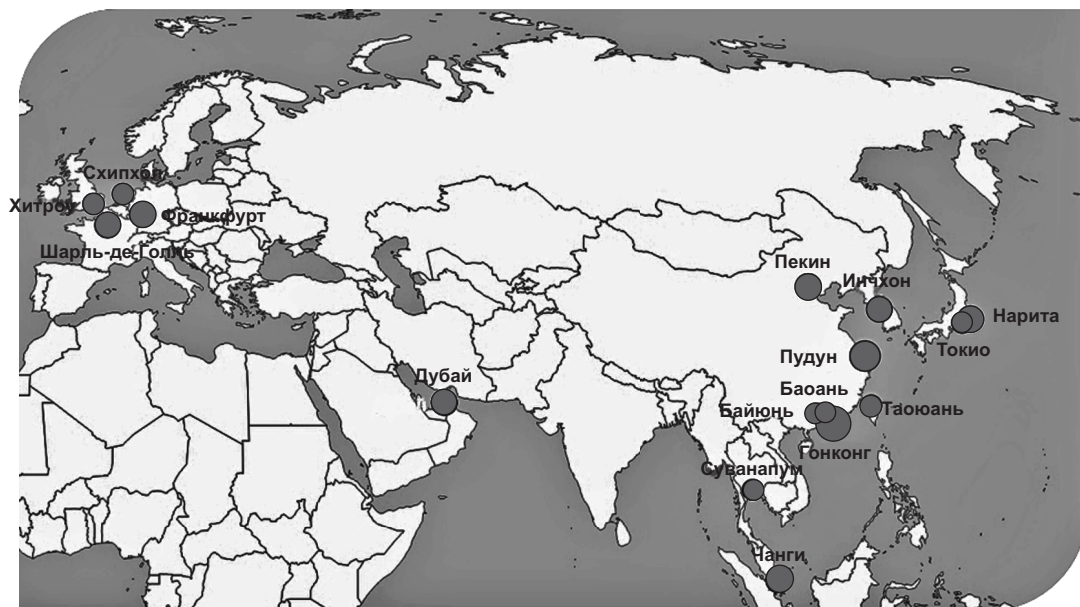 Схипхол
Хитроу
Франкфурт
Шарль-де-Голль
Пекин
Инчхон
Нарита
Токио
Пудун
Дубай
Баоань
Байюнь
Таоюань
Гонконг
Суванапум
Чанги